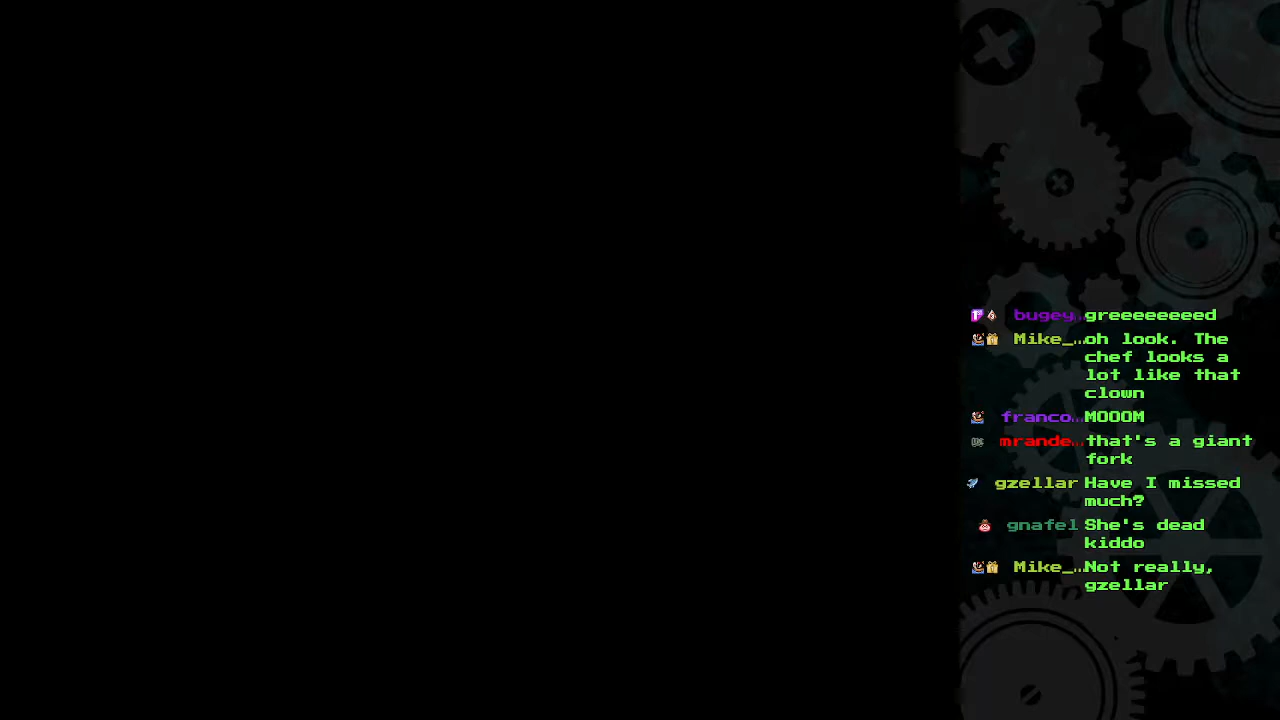 bugey… greeeeeeeed
Mike_… oh look. The
chef looks a
lot like that
clown
franco… MOOOM
mrande… that's a giant
fork
gzellar Have I missed
much?
gnafel She's dead
kiddo
Mike_… Not really,
gzellar